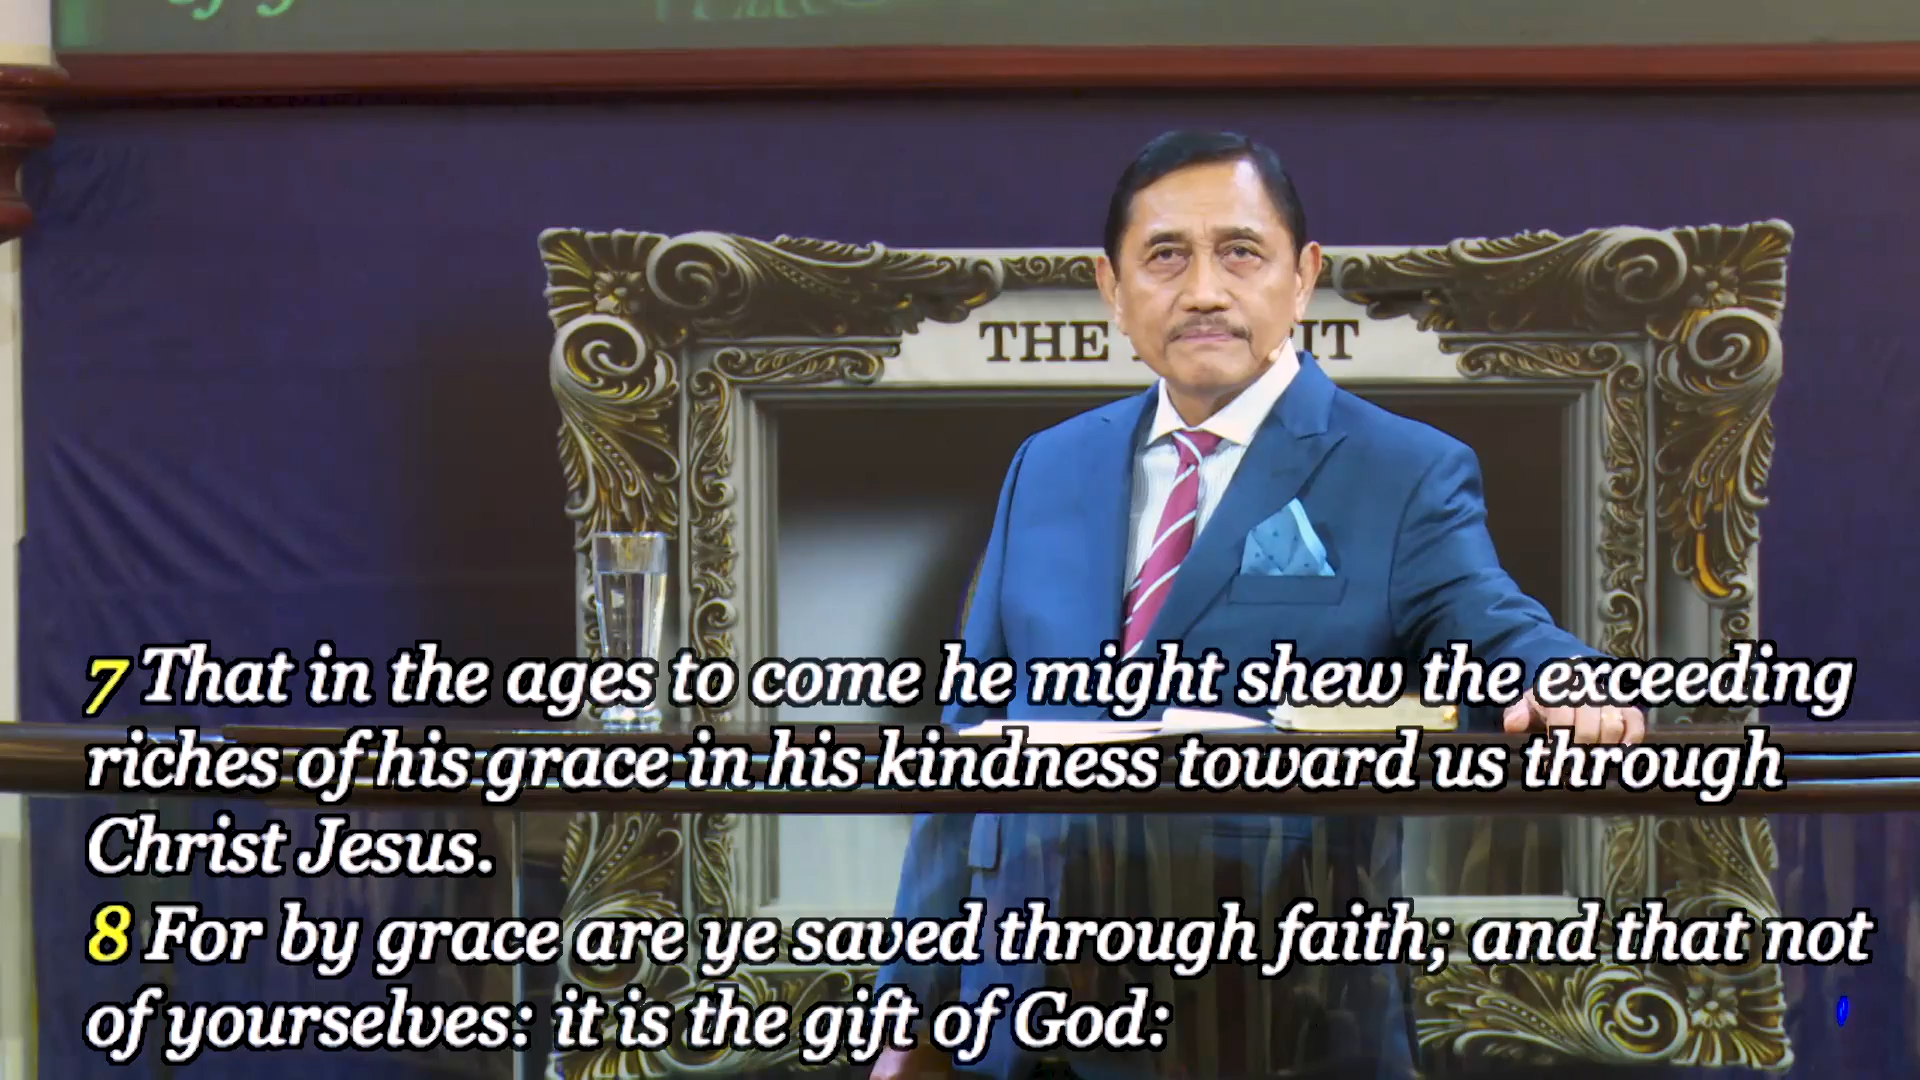 THE IT
7 That in the ages to come he might shew the exceeding
riches of his grace in his kindness toward us through
Christ Jesus.
8 For by grace are ye saved through faith; and that not
of yourselves: it is the gift of God: